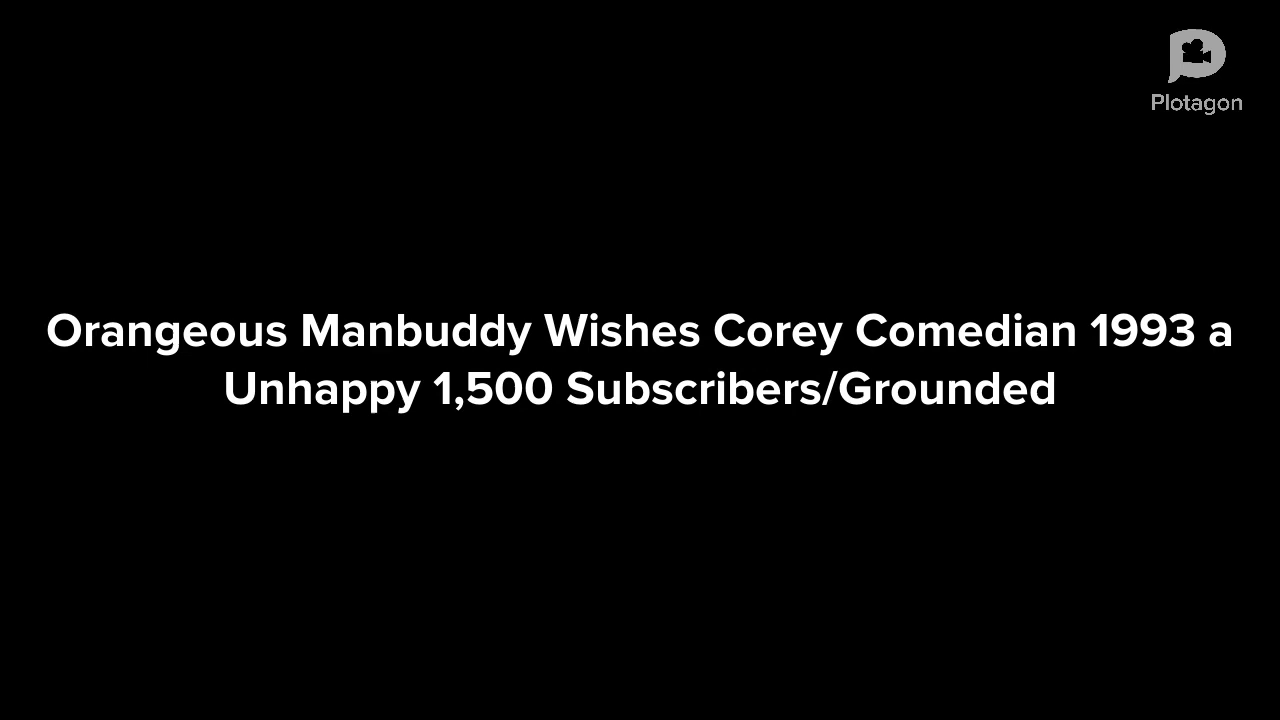 Plotagon
Orangeous Manbuddy Wishes Corey Comedian 1993 a
Unhappy 1,500 Subscribers/Grounded